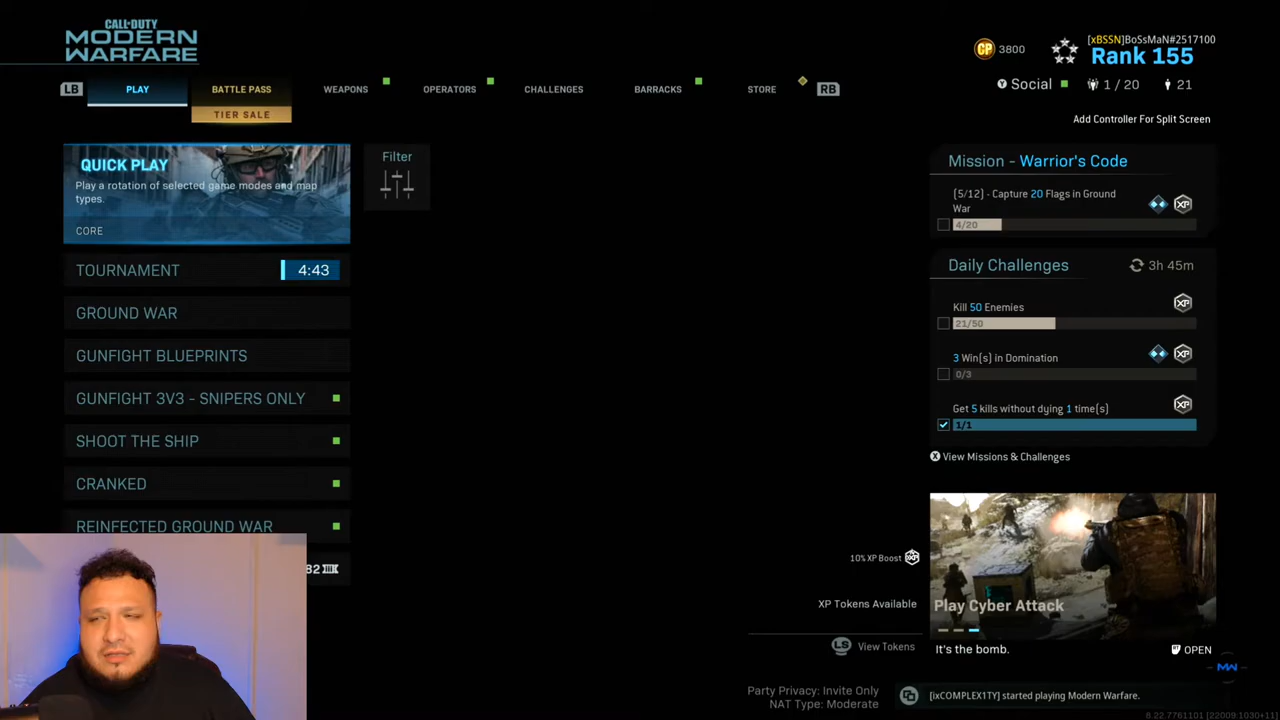 CALL OF DUTY
MODERN
WARFARE
CP 3800
[xBSSN]BoSsMaN#2517100
Rank 155
LB
PLAY
BATTLE PASS
TIER SALE
WEAPONS
OPERATORS
CHALLENGES
BARRACKS
STORE
RB
Y Social
1 / 20
21
Add Controller For Split Screen
QUICK PLAY
Play a rotation of selected game modes and map
types.
CORE
Filter
TOURNAMENT 4:43
GROUND WAR
GUNFIGHT BLUEPRINTS
GUNFIGHT 3V3 - SNIPERS ONLY
SHOOT THE SHIP
CRANKED
REINFECTED GROUND WAR
Mission - Warrior's Code
(5/12) - Capture 20 Flags in Ground
War
XP
4/20
Daily Challenges
3h 45m
Kill 50 Enemies
XP
21/50
3 Win(s) in Domination
XP
0/3
Get 5 kills without dying 1 time(s)
XP
1/1
X View Missions & Challenges
10% XP Boost
XP Tokens Available
LS View Tokens
Play Cyber Attack
It's the bomb.
OPEN
MW
Party Privacy: Invite Only
NAT Type: Moderate
[ixCOMPLEX1TY] started playing Modern Warfare.